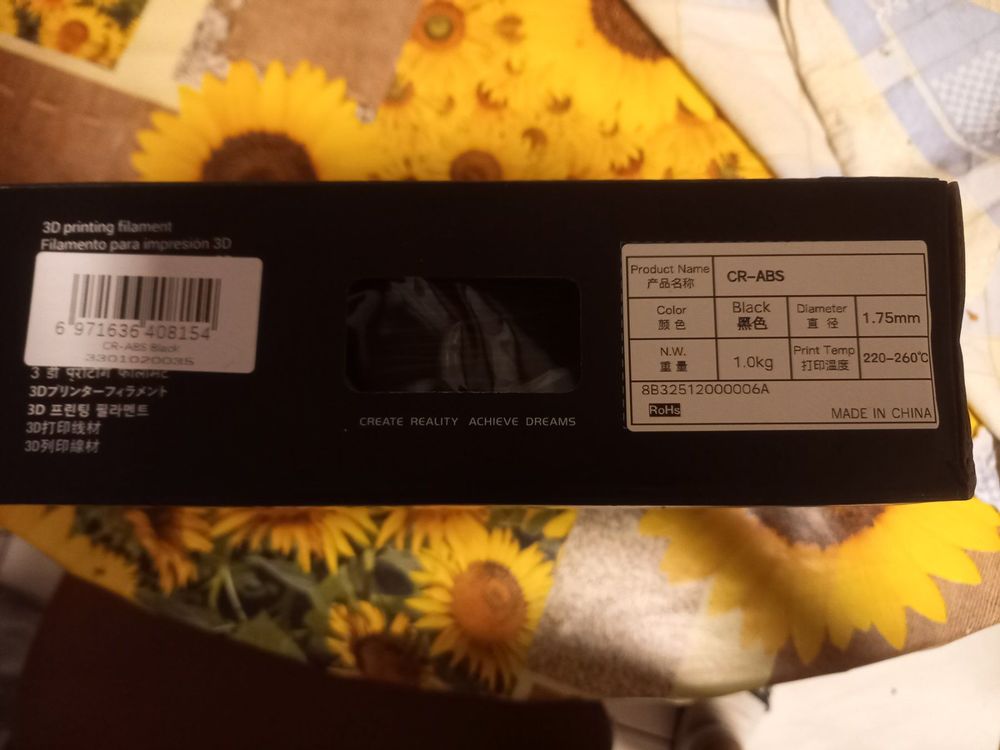 3D printing filament
Filamento para impresión 3D
6 971636 408154
CR-ABS Black
3301020035
3Dプリンターフィラメント
3D 프린팅 필라멘트
3D打印线材
3D列印線材
CREATE REALITY ACHIEVE DREAMS
Product Name
产品名称
CR-ABS
Color
颜色
Black
黑色
Diameter
直径
1.75mm
N.W.
重量
1.0kg
Print Temp
打印温度
220-260℃
8B32512000006A
RoHs
MADE IN CHINA